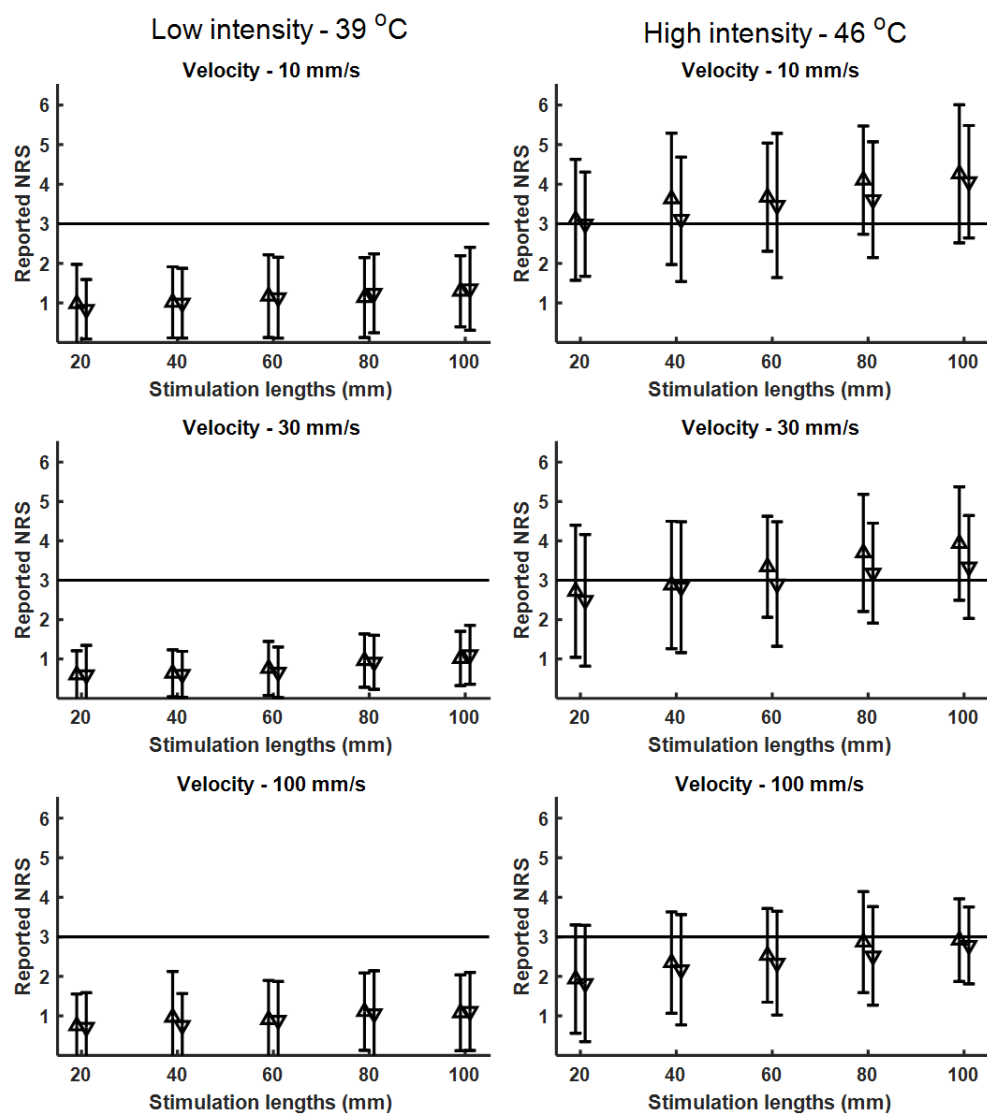 Low intensity - 39 °C
High intensity - 46 °C
Velocity - 10 mm/s
Reported NRS
6
5
4
3
2
1
20 40 60 80 100
Stimulation lengths (mm)
Velocity - 10 mm/s
Reported NRS
6
5
4
3
2
1
20 40 60 80 100
Stimulation lengths (mm)
Velocity - 30 mm/s
Reported NRS
6
5
4
3
2
1
20 40 60 80 100
Stimulation lengths (mm)
Velocity - 30 mm/s
Reported NRS
6
5
4
3
2
1
20 40 60 80 100
Stimulation lengths (mm)
Velocity - 100 mm/s
Reported NRS
6
5
4
3
2
1
20 40 60 80 100
Stimulation lengths (mm)
Velocity - 100 mm/s
Reported NRS
6
5
4
3
2
1
20 40 60 80 100
Stimulation lengths (mm)